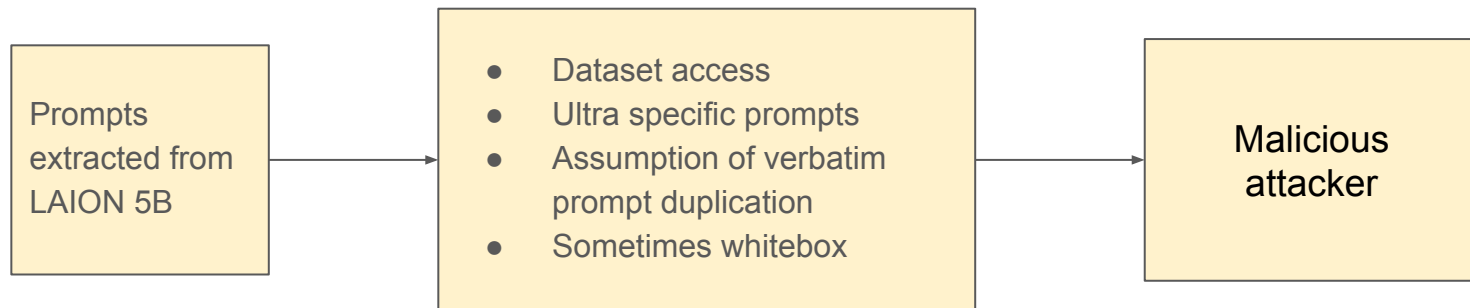 Prompts
extracted from
LAION 5B
● Dataset access
● Ultra specific prompts
● Assumption of verbatim
prompt duplication
● Sometimes whitebox
Malicious
attacker